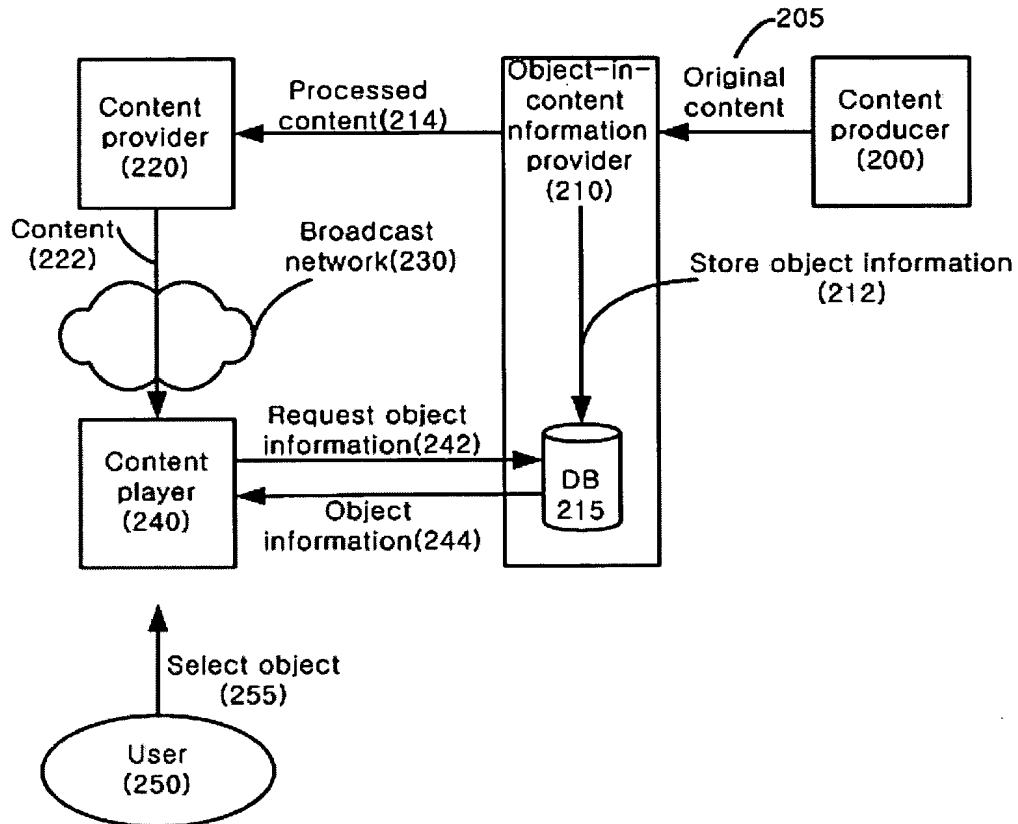 205
Original
content
Content
producer
(200)
Object-in-
content
nformation
provider
(210)
Processed
content(214)
Content
provider
(220)
Content
(222)
Broadcast
network(230)
Store object information
(212)
Request object
information(242)
Content
player
(240)
DB
215
Object
information(244)
Select object
(255)
User
(250)